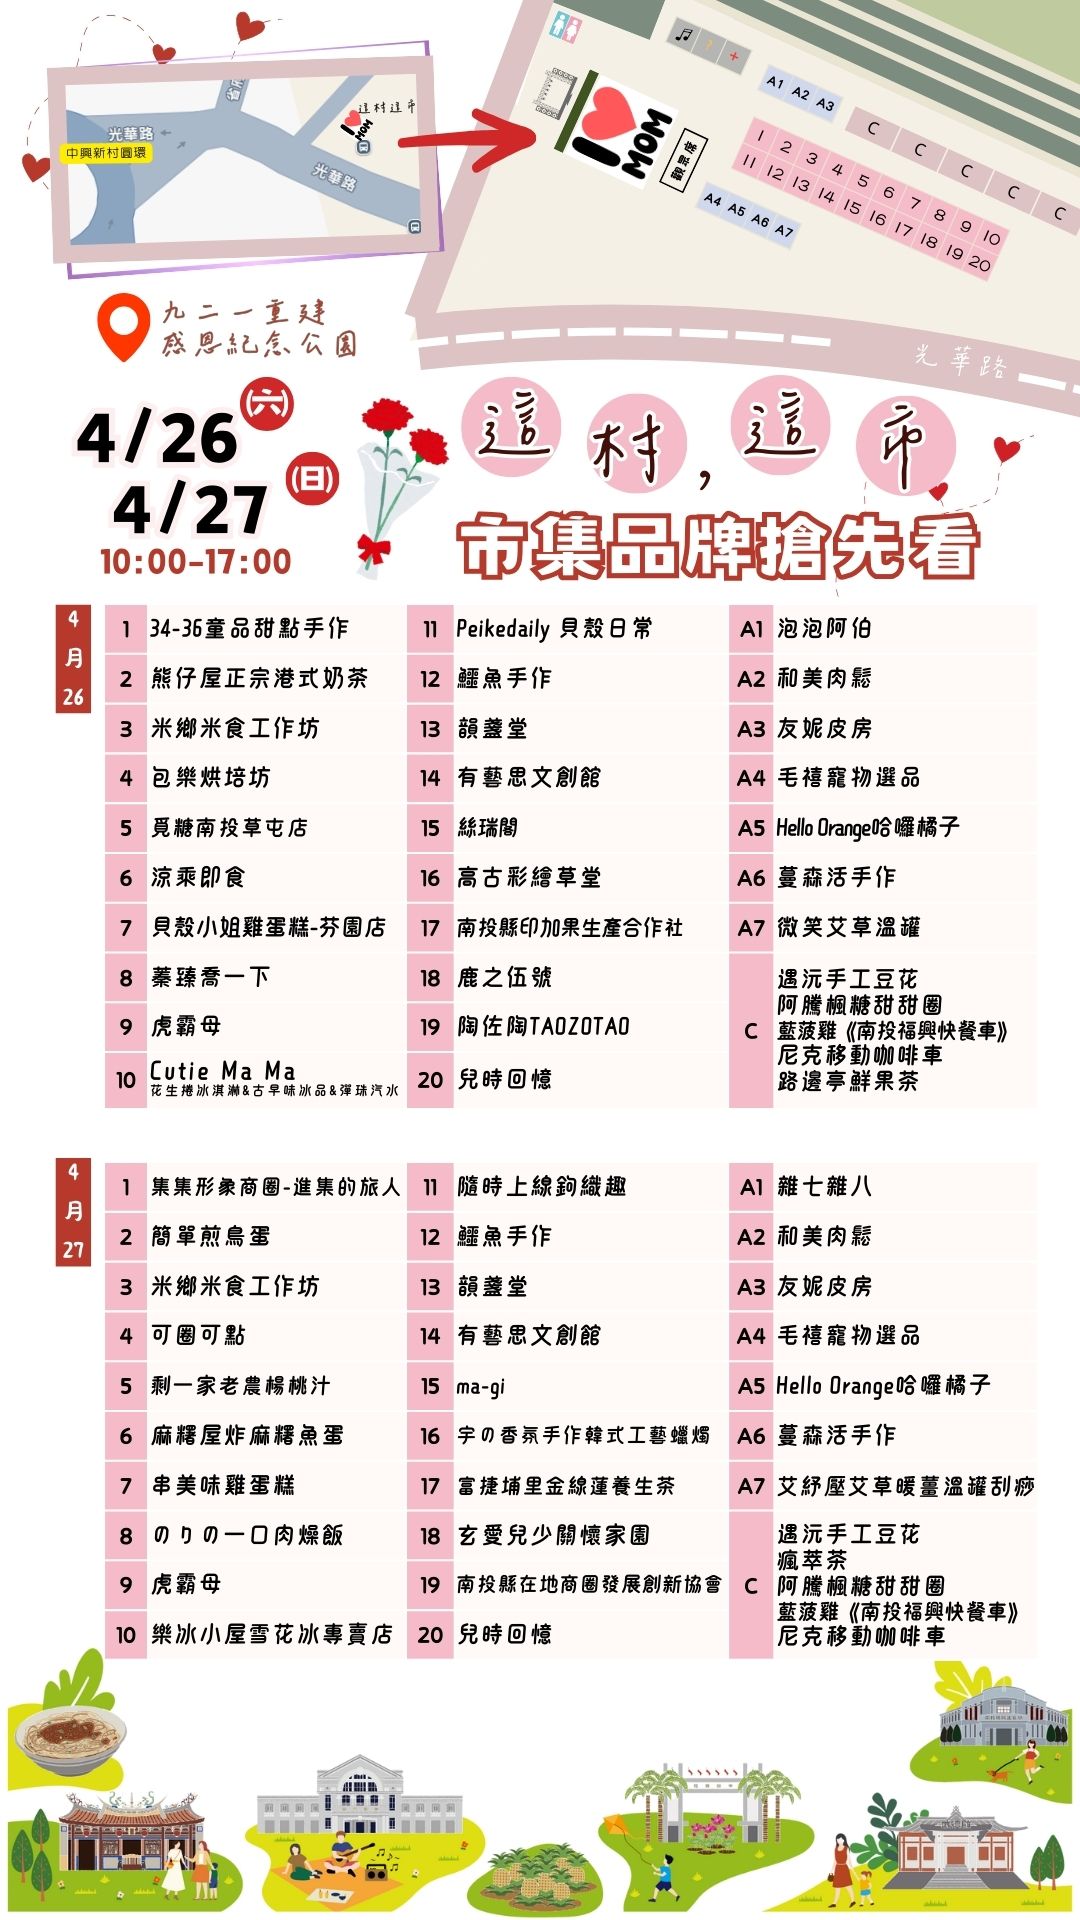 光華路
中興新村圓環
這村這市
I
MOM
光華路
I
MOM
觀眾席
A1 A2 A3
C C C C C
1 2 3 4 5 6 7 8 9 10
11 12 13 14 15 16 17 18 19 20
A4 A5 A6 A7
光華路
九二一重建
感恩紀念公園
4/26 (六)
4/27 (日)
10:00-17:00
這村,這市
市集品牌搶先看
4月26
1 34-36童品甜點手作
2 熊仔屋正宗港式奶茶
3 米鄉米食工作坊
4 包樂烘培坊
5 覓糖南投草屯店
6 涼乘即食
7 貝殼小姐雞蛋糕-芬園店
8 蓁臻喬一下
9 虎霸母
10 Cutie Ma Ma
花生捲冰淇淋&古早味冰品&彈珠汽水
11 Peikedaily 貝殼日常
12 鱷魚手作
13 韻盞堂
14 有藝思文創館
15 絲瑞閣
16 高古彩繪草堂
17 南投縣印加果生產合作社
18 鹿之伍號
19 陶佐陶TAOZOTAO
20 兒時回憶
A1 泡泡阿伯
A2 和美肉鬆
A3 友妮皮房
A4 毛禧寵物選品
A5 Hello Orange哈囉橘子
A6 蔓森活手作
A7 微笑艾草溫罐
C 遇沅手工豆花
阿騰楓糖甜甜圈
藍菠雞《南投福興快餐車》
尼克移動咖啡車
路邊亭鮮果茶
4月27
1 集集形象商圈-進集的旅人
2 簡單煎鳥蛋
3 米鄉米食工作坊
4 可圈可點
5 剩一家老農楊桃汁
6 麻糬屋炸麻糬魚蛋
7 串美味雞蛋糕
8 のりの一口肉燥飯
9 虎霸母
10 樂冰小屋雪花冰專賣店
11 隨時上線鉤織趣
12 鱷魚手作
13 韻盞堂
14 有藝思文創館
15 ma-gi
16 宇の香氛手作韓式工藝蠟燭
17 富捷埔里金線蓮養生茶
18 玄愛兒少關懷家園
19 南投縣在地商圈發展創新協會
20 兒時回憶
A1 雜七雜八
A2 和美肉鬆
A3 友妮皮房
A4 毛禧寵物選品
A5 Hello Orange哈囉橘子
A6 蔓森活手作
A7 艾紓壓艾草暖薑溫罐刮痧
C 遇沅手工豆花
瘋萃茶
阿騰楓糖甜甜圈
藍菠雞《南投福興快餐車》
尼克移動咖啡車